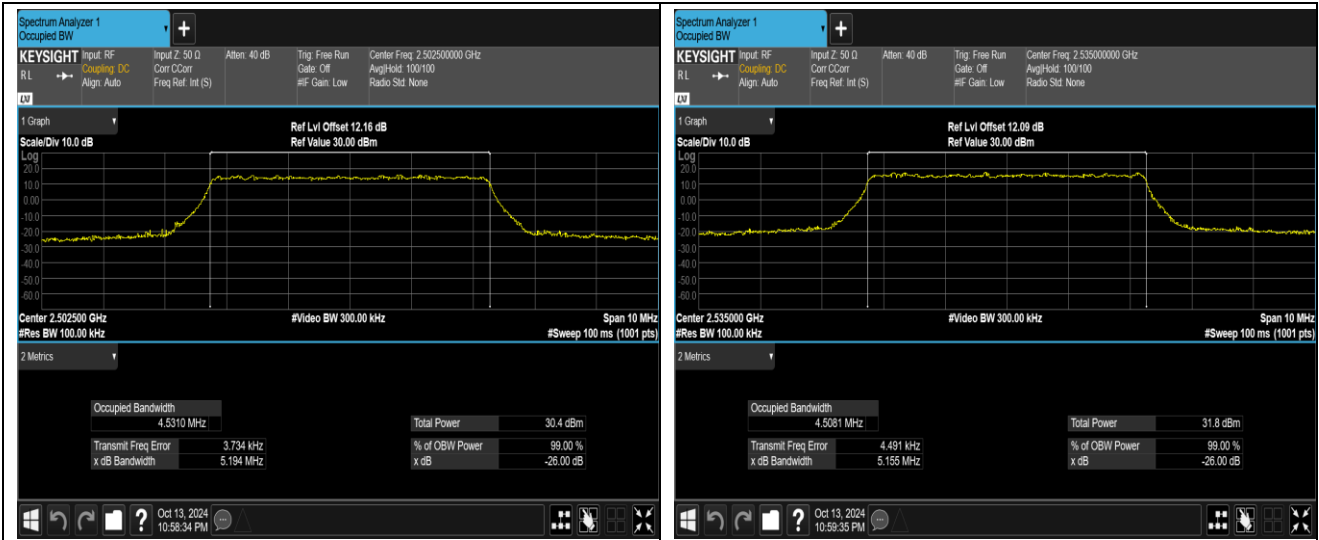 Spectrum Analyzer 1
Occupied BW
+
KEYSIGHT Input: RF Input Z: 50 Ω Atten: 40 dB Trig: Free Run Center Freq: 2.502500000 GHz
Coupling: DC Corr CCorr Gate: Off Avg|Hold: 100/100
RL Align: Auto Freq Ref: Int (S) #IF Gain: Low Radio Std: None
LXI
1 Graph
Ref Lvl Offset 12.16 dB
Scale/Div 10.0 dB Ref Value 30.00 dBm
Log
20.0
10.0
0.00
-10.0
-20.0
-30.0
-40.0
-50.0
-60.0
Center 2.502500 GHz #Video BW 300.00 kHz Span 10 MHz
#Res BW 100.00 kHz #Sweep 100 ms (1001 pts)
2 Metrics
Occupied Bandwidth
4.5310 MHz Total Power 30.4 dBm
Transmit Freq Error 3.734 kHz % of OBW Power 99.00 %
x dB Bandwidth 5.194 MHz x dB -26.00 dB
? Oct 13, 2024
10:58:34 PM
Spectrum Analyzer 1
Occupied BW
+
KEYSIGHT Input: RF Input Z: 50 Ω Atten: 40 dB Trig: Free Run Center Freq: 2.535000000 GHz
Coupling: DC Corr CCorr Gate: Off Avg|Hold: 100/100
RL Align: Auto Freq Ref: Int (S) #IF Gain: Low Radio Std: None
LXI
1 Graph
Ref Lvl Offset 12.09 dB
Scale/Div 10.0 dB Ref Value 30.00 dBm
Log
20.0
10.0
0.00
-10.0
-20.0
-30.0
-40.0
-50.0
-60.0
Center 2.535000 GHz #Video BW 300.00 kHz Span 10 MHz
#Res BW 100.00 kHz #Sweep 100 ms (1001 pts)
2 Metrics
Occupied Bandwidth
4.5081 MHz Total Power 31.8 dBm
Transmit Freq Error 4.491 kHz % of OBW Power 99.00 %
x dB Bandwidth 5.155 MHz x dB -26.00 dB
? Oct 13, 2024
10:59:35 PM